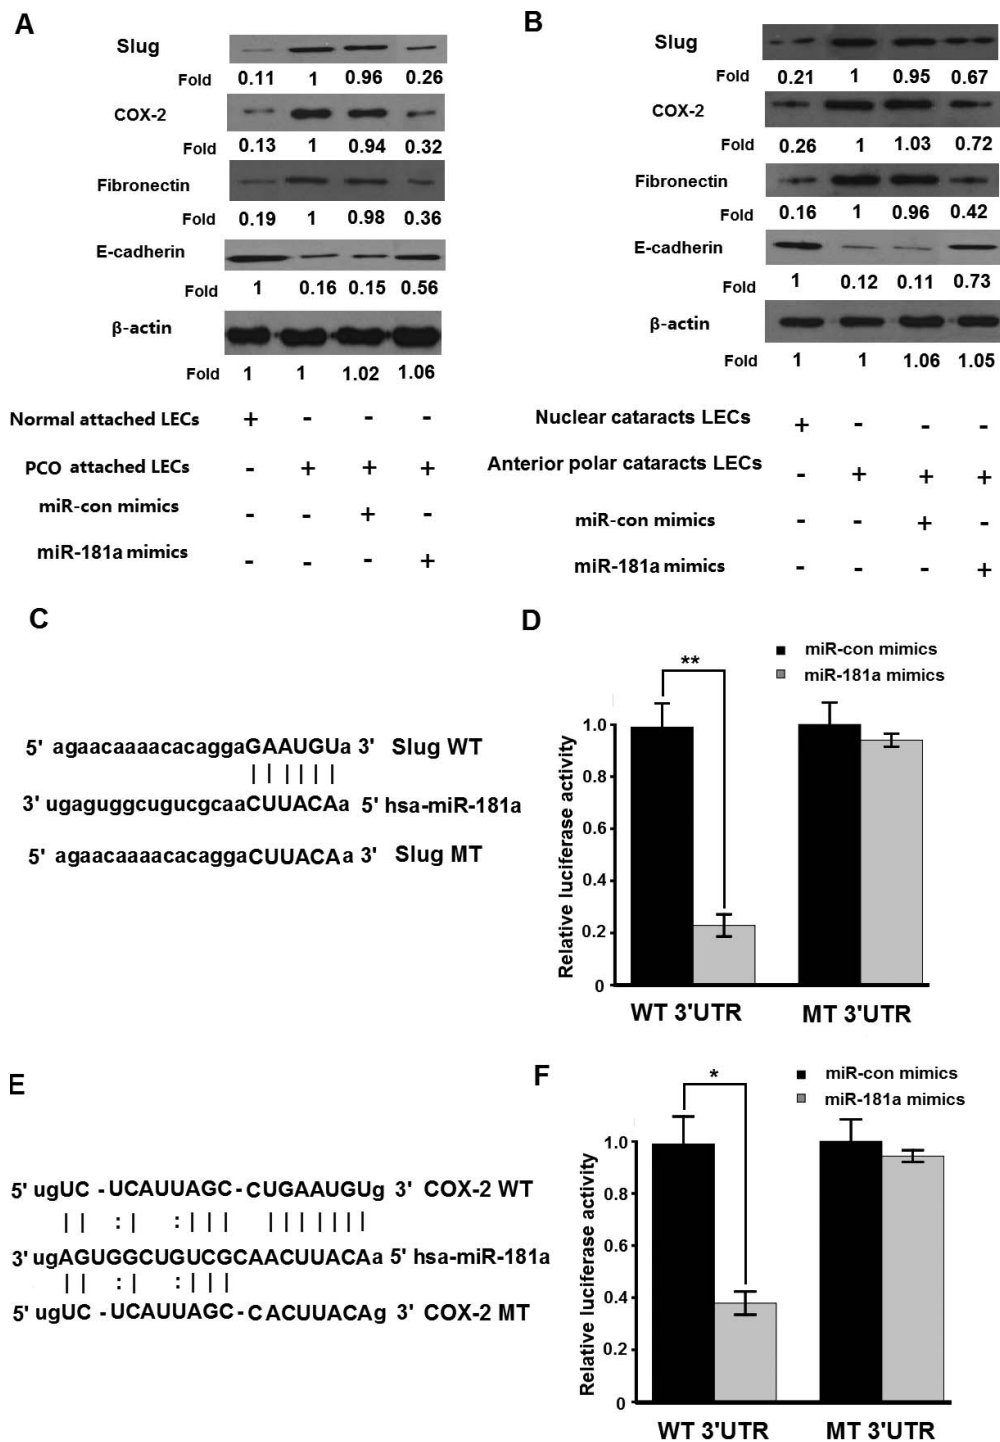 A
Slug
Fold 0.11 1 0.96 0.26
COX-2
Fold 0.13 1 0.94 0.32
Fibronectin
Fold 0.19 1 0.98 0.36
E-cadherin
Fold 1 0.16 0.15 0.56
β-actin
Fold 1 1 1.02 1.06
Normal attached LECs + - - -
PCO attached LECs - + + +
miR-con mimics - - + -
miR-181a mimics - - - +
B
Slug
Fold 0.21 1 0.95 0.67
COX-2
Fold 0.26 1 1.03 0.72
Fibronectin
Fold 0.16 1 0.96 0.42
E-cadherin
Fold 1 0.12 0.11 0.73
β-actin
Fold 1 1 1.06 1.05
Nuclear cataracts LECs + - - -
Anterior polar cataracts LECs - + + +
miR-con mimics - - + -
miR-181a mimics - - - +
C
5' agaacaaaacacaggaGAAUGUa 3' Slug WT
3' ugaguggcugucgcaaCUUACAa 5' hsa-miR-181a
5' agaacaaaacacaggaCUUACAa 3' Slug MT
D
miR-con mimics
miR-181a mimics
**
Relative luciferase activity
1.0
0.8
0.6
0.4
0.2
0
WT 3'UTR MT 3'UTR
E
5' ugUC - UCAUUAGC - CUGAAUGUg 3' COX-2 WT
| | : | : | | | | | | | | | |
3' ugAGUGGCUGUCGCAACUUACAa 5' hsa-miR-181a
| | : | : | | |
5' ugUC - UCAUUAGC - CACUUACAg 3' COX-2 MT
F
miR-con mimics
miR-181a mimics
*
Relative luciferase activity
1.0
0.8
0.6
0.4
0.2
0
WT 3'UTR MT 3'UTR